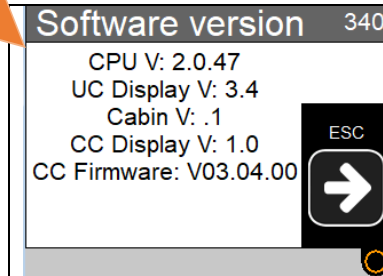 Software version 340
CPU V: 2.0.47
UC Display V: 3.4
Cabin V: .1
CC Display V: 1.0
CC Firmware: V03.04.00
ESC